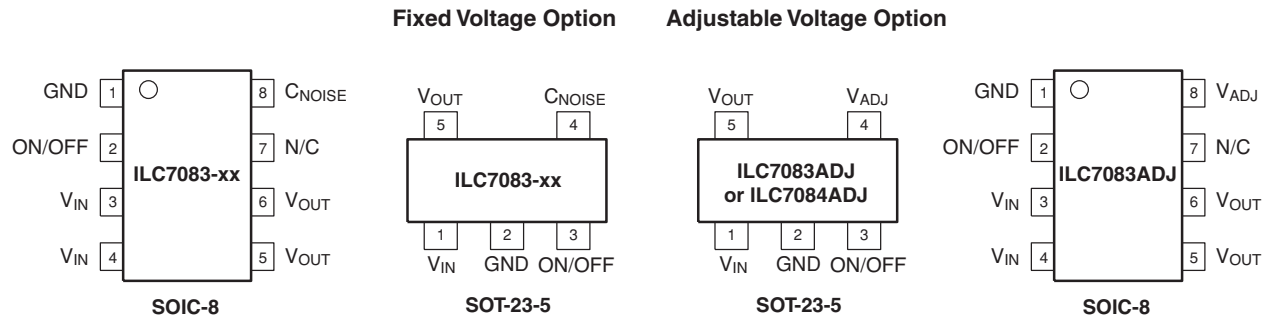 Fixed Voltage Option
Adjustable Voltage Option
GND 1
ON/OFF 2
VIN 3
VIN 4
ILC7083-xx
8 CNOISE
7 N/C
6 VOUT
5 VOUT
SOIC-8
VOUT CNOISE
5 4
ILC7083-xx
1 2 3
VIN GND ON/OFF
SOT-23-5
VOUT VADJ
5 4
ILC7083ADJ
or ILC7084ADJ
1 2 3
VIN GND ON/OFF
SOT-23-5
GND 1
ON/OFF 2
VIN 3
VIN 4
ILC7083ADJ
8 VADJ
7 N/C
6 VOUT
5 VOUT
SOIC-8